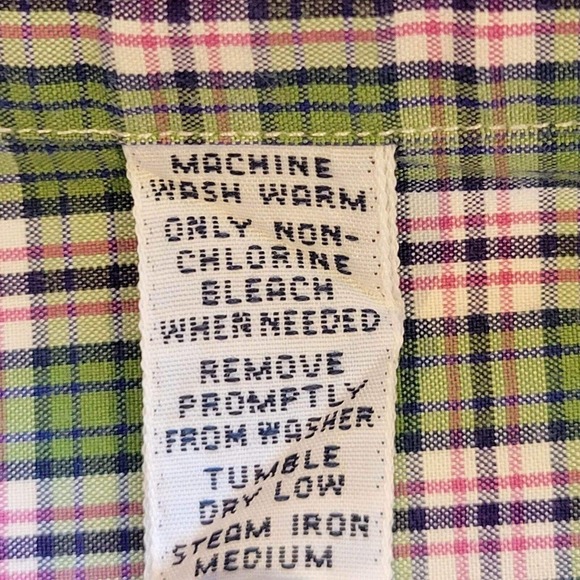 MACHINE
WASH WARM
ONLY NON-
CHLORINE
BLEACH
WHEN NEEDED
REMOVE
PROMPTLY
FROM WASHER
TUMBLE
DRY LOW
STEAM IRON
MEDIUM